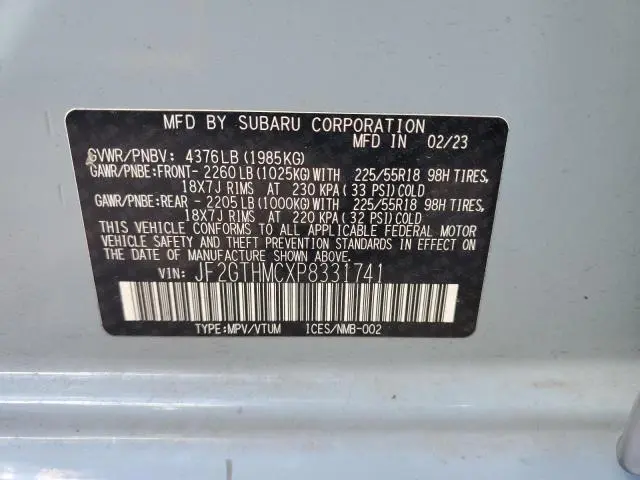 MFD BY SUBARU CORPORATION
MFD IN 02/23
GVWR/PNBV: 4376LB (1985KG)
GAWR/PNBE:FRONT- 2260LB (1025KG) WITH 225/55R18 98H TIRES,
18X7J RIMS AT 230 KPA (33 PSI) COLD
GAWR/PNBE:REAR - 2205LB (1000KG) WITH 225/55R18 98H TIRES,
18X7J RIMS AT 220 KPA (32 PSI) COLD
THIS VEHICLE CONFORMS TO ALL APPLICABLE FEDERAL MOTOR
VEHICLE SAFETY AND THEFT PREVENTION STANDARDS IN EFFECT ON
THE DATE OF MANUFACTURE SHOWN ABOVE.
VIN: JF2GTHMCXP8331741
TYPE:MPV/VTUM ICES/NMB-002